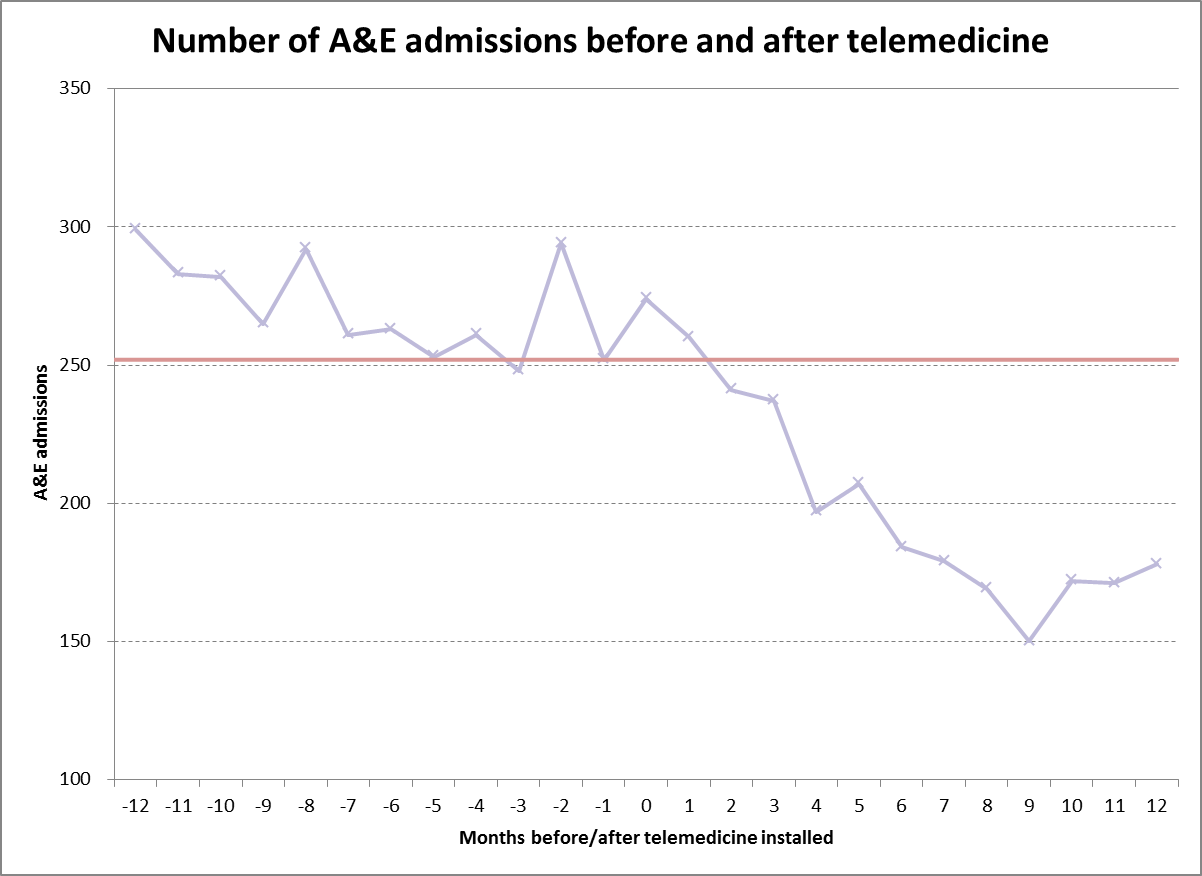 Number of A&E admissions before and after telemedicine
350
300
250
200
150
100
A&E admissions
-12 -11 -10 -9 -8 -7 -6 -5 -4 -3 -2 -1 0 1 2 3 4 5 6 7 8 9 10 11 12
Months before/after telemedicine installed